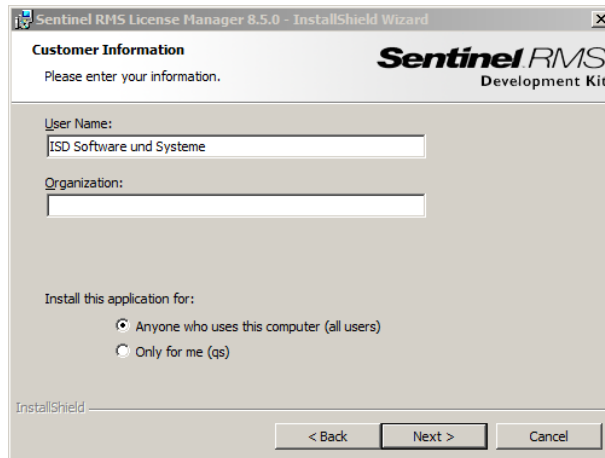 Sentinel RMS License Manager 8.5.0 - InstallShield Wizard
Customer Information
Please enter your information.
Sentinel RMS
Development Kit
User Name:
ISD Software und Systeme
Organization:
Install this application for:
Anyone who uses this computer (all users)
Only for me (qs)
InstallShield
< Back
Next >
Cancel